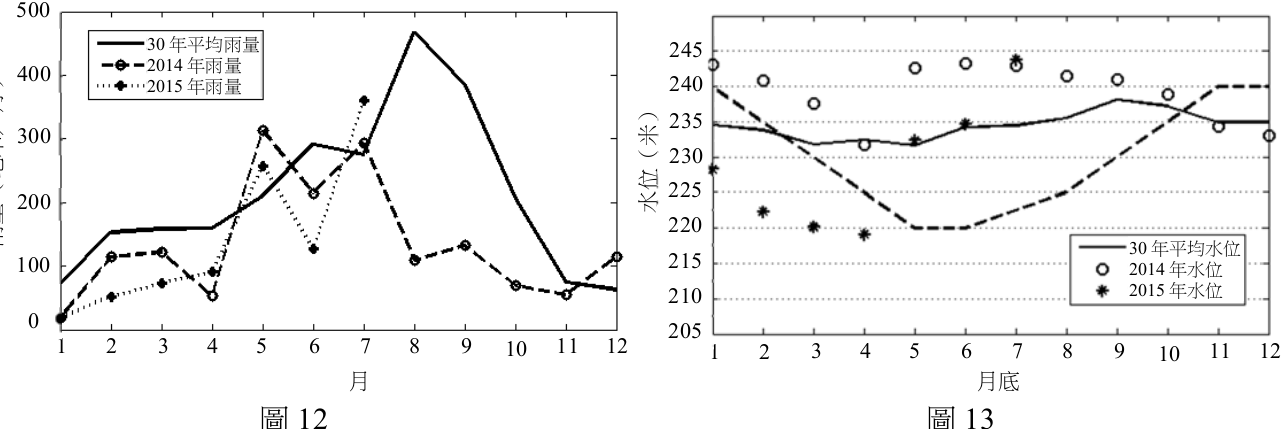 500
400
300
200
100
0
30 年平均雨量
2014 年雨量
2015 年雨量
1 2 3 4 5 6 7 8 9 10 11 12
月
圖 12
水位（米）
245
240
235
230
225
220
215
210
205
30 年平均水位
2014 年水位
2015 年水位
1 2 3 4 5 6 7 8 9 10 11 12
月底
圖 13